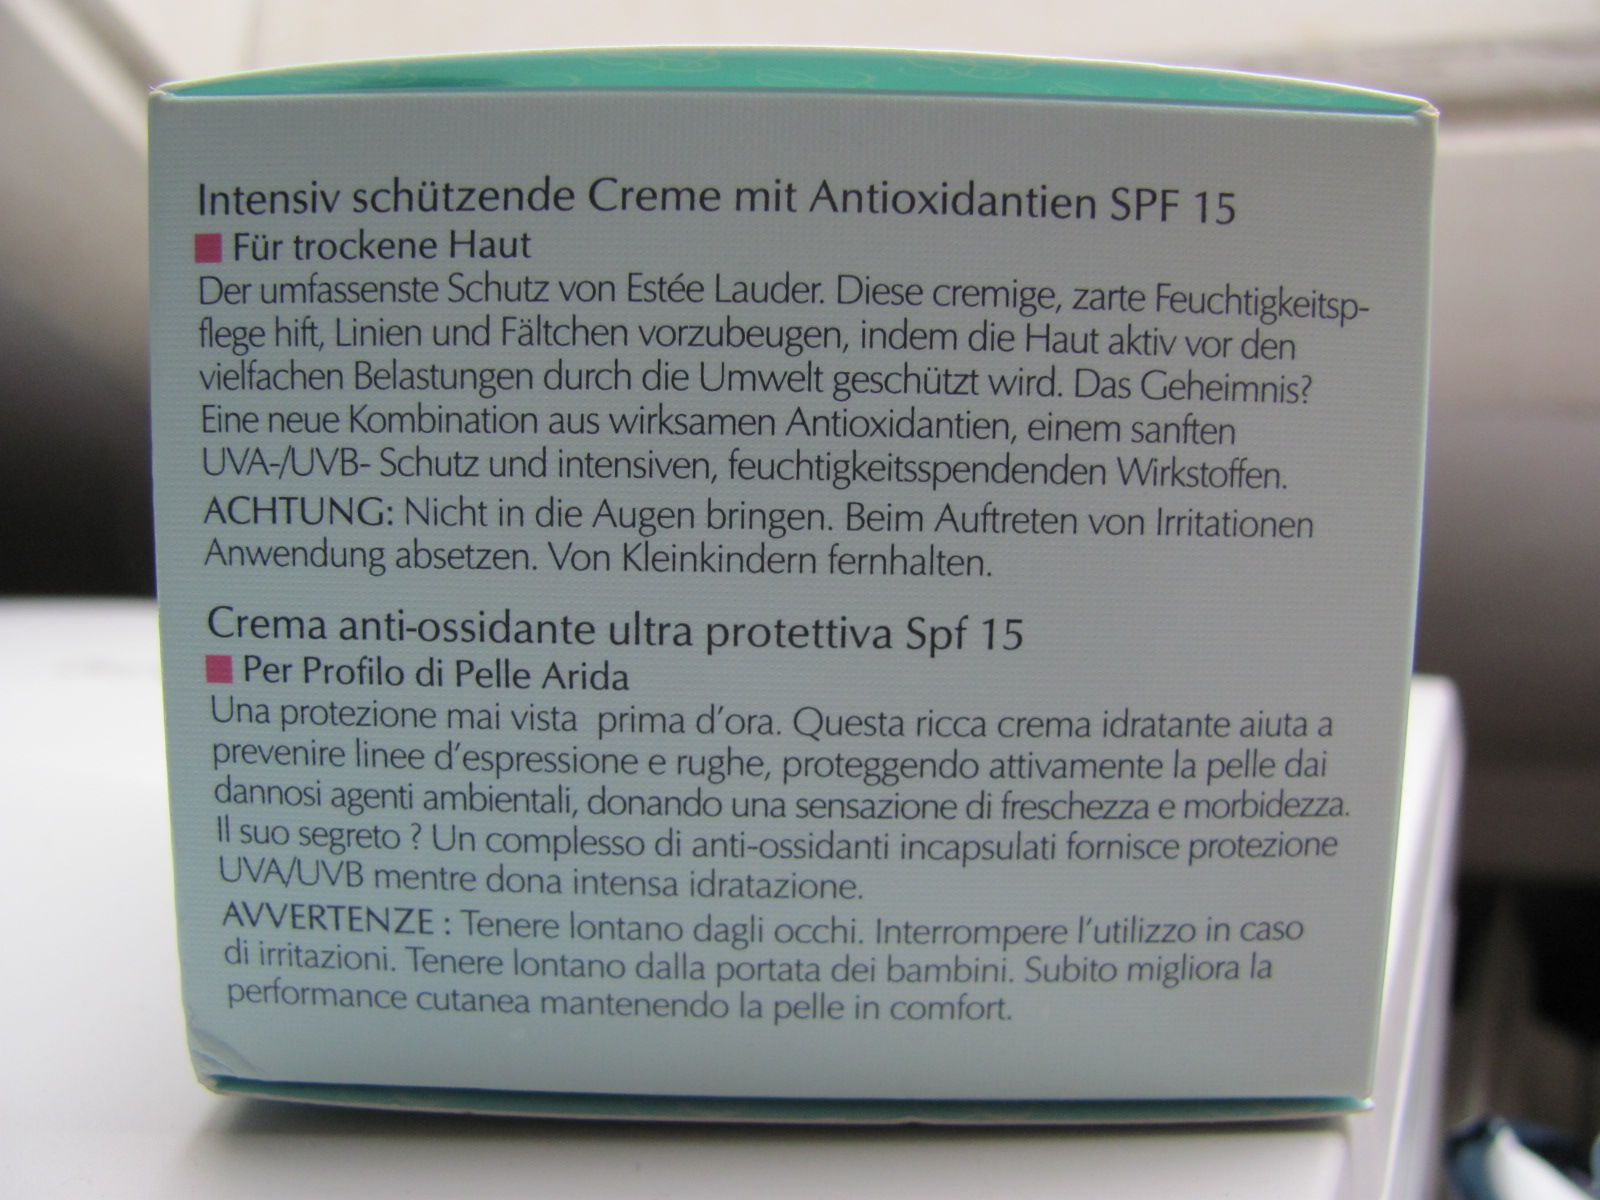 Intensiv schützende Creme mit Antioxidantien SPF 15
Für trockene Haut
Der umfassenste Schutz von Estée Lauder. Diese cremige, zarte Feuchtigkeitsp-
flege hift, Linien und Fältchen vorzubeugen, indem die Haut aktiv vor den
vielfachen Belastungen durch die Umwelt geschützt wird. Das Geheimnis?
Eine neue Kombination aus wirksamen Antioxidantien, einem sanften
UVA-/UVB- Schutz und intensiven, feuchtigkeitsspendenden Wirkstoffen.
ACHTUNG: Nicht in die Augen bringen. Beim Auftreten von Irritationen
Anwendung absetzen. Von Kleinkindern fernhalten.
Crema anti-ossidante ultra protettiva Spf 15
Per Profilo di Pelle Arida
Una protezione mai vista  prima d'ora. Questa ricca crema idratante aiuta a
prevenire linee d'espressione e rughe, proteggendo attivamente la pelle dai
dannosi agenti ambientali, donando una sensazione di freschezza e morbidezza.
Il suo segreto ? Un complesso di anti-ossidanti incapsulati fornisce protezione
UVA/UVB mentre dona intensa idratazione.
AVVERTENZE : Tenere lontano dagli occhi. Interrompere l'utilizzo in caso
di irritazioni. Tenere lontano dalla portata dei bambini. Subito migliora la
performance cutanea mantenendo la pelle in comfort.